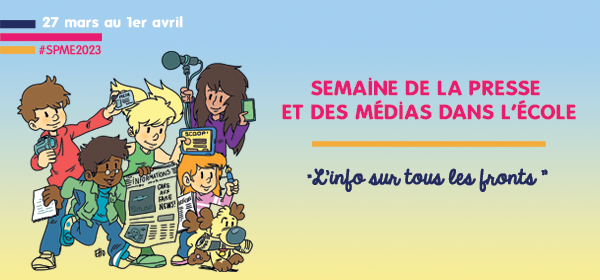 27 mars au 1er avril
#SPME2023
SEMAINE DE LA PRESSE
ET DES MÉDIAS DANS L'ÉCOLE
"L'info sur tous les fronts "
SCOOP!
INFORMATIONS
FAKE
NEWS!